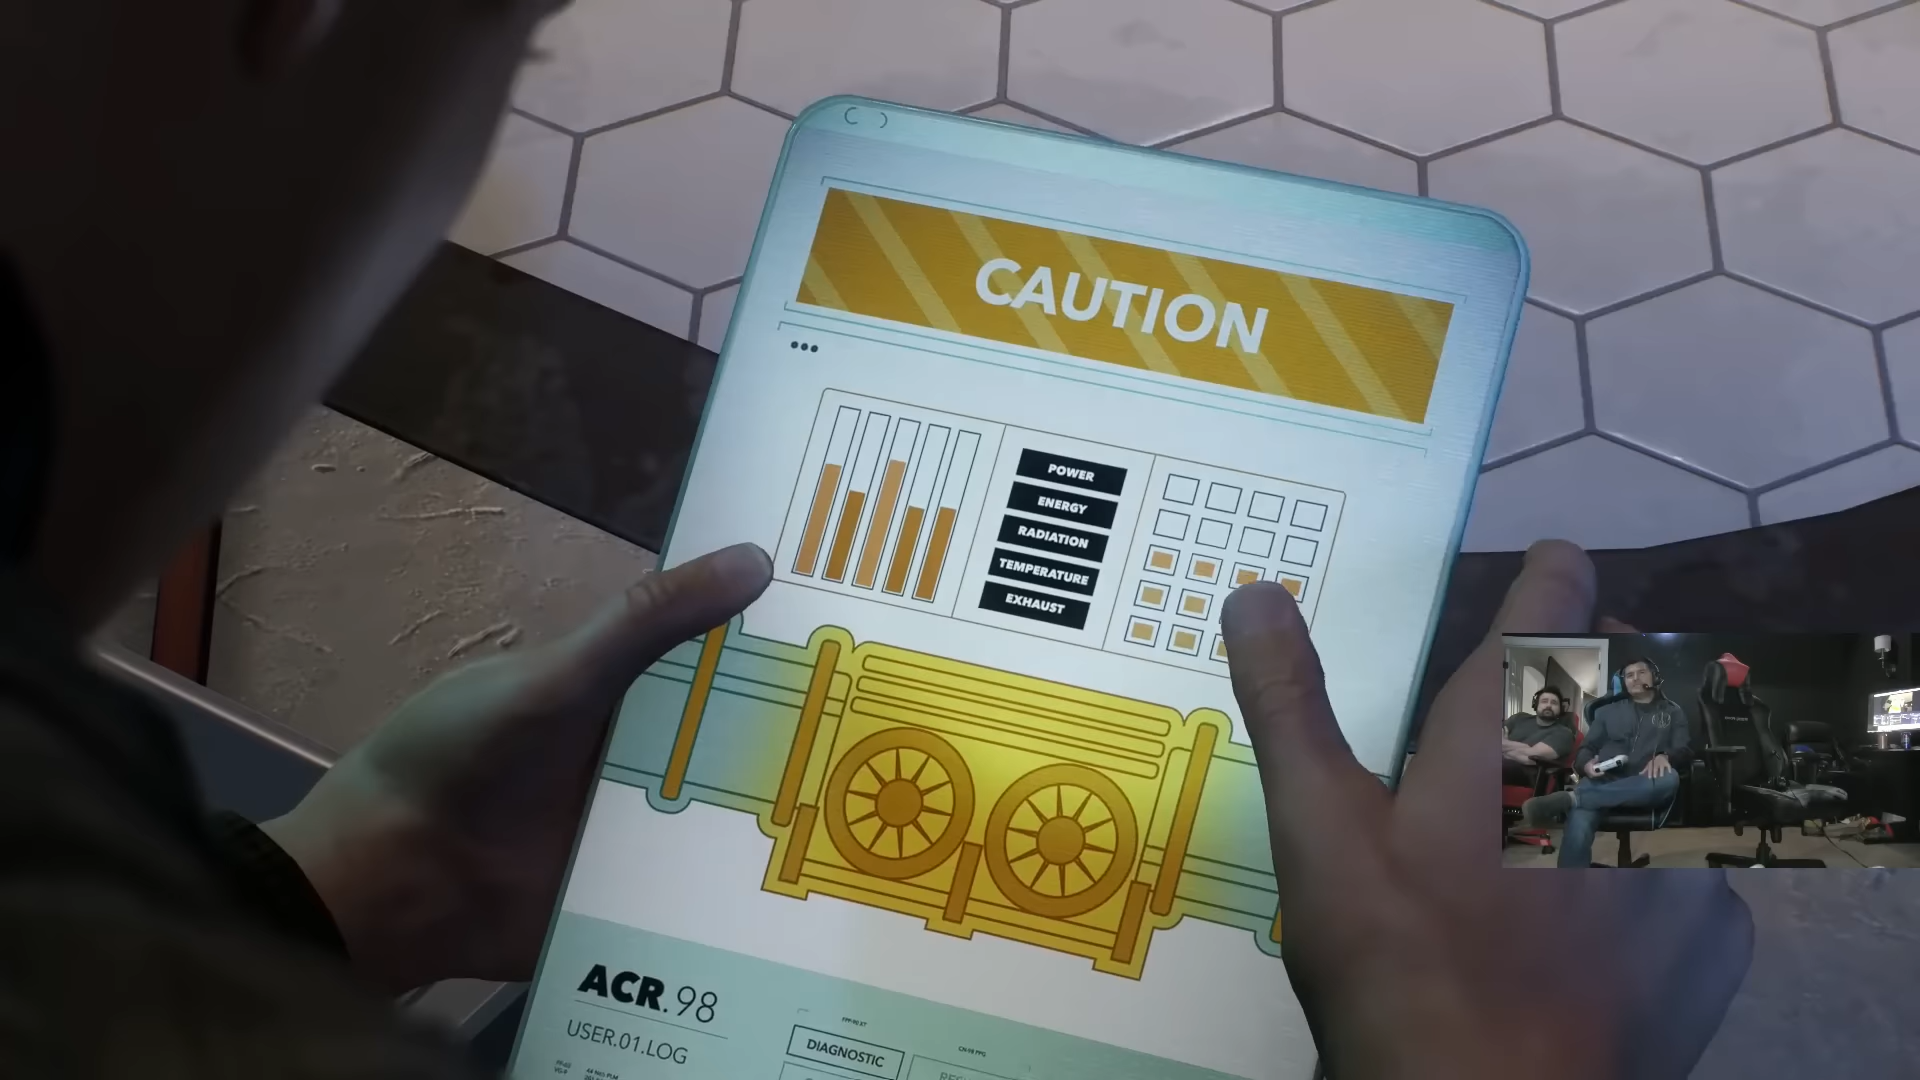 CAUTION
POWER
ENERGY
RADIATION
TEMPERATURE
EXHAUST
ACR.98
USER.01.LOG
DIAGNOSTIC